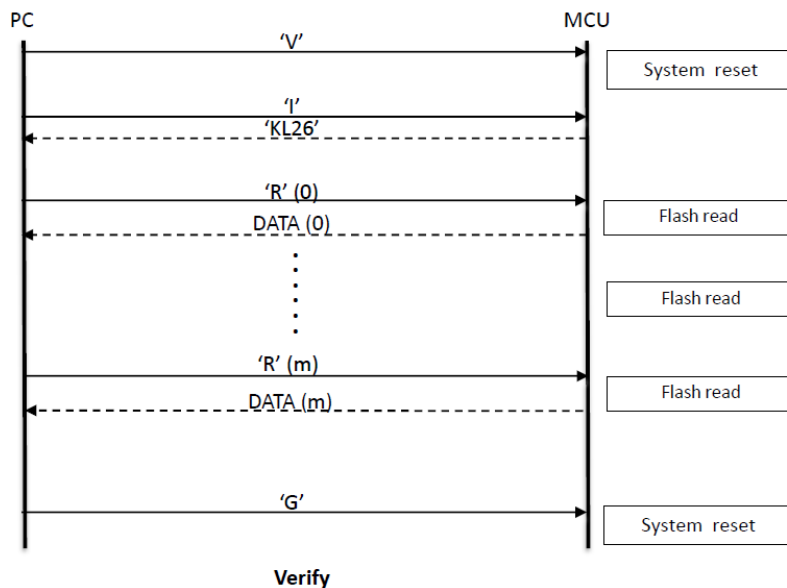 PC
MCU
‘V’
System reset
‘I’
‘KL26’
‘R’ (0)
Flash read
DATA (0)
Flash read
‘R’ (m)
Flash read
DATA (m)
‘G’
System reset
Verify